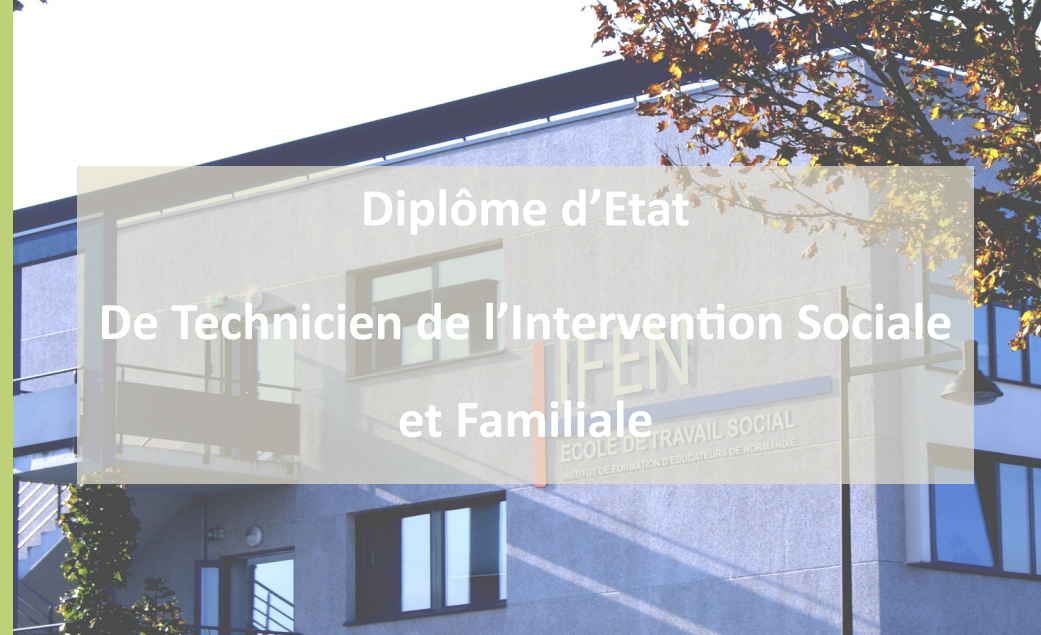 Diplôme d’Etat
De Technicien de l’Intervention Sociale
et Familiale
IFEN
ECOLE DE TRAVAIL SOCIAL
INSTITUT DE FORMATION D'EDUCATEURS DE NORMANDIE